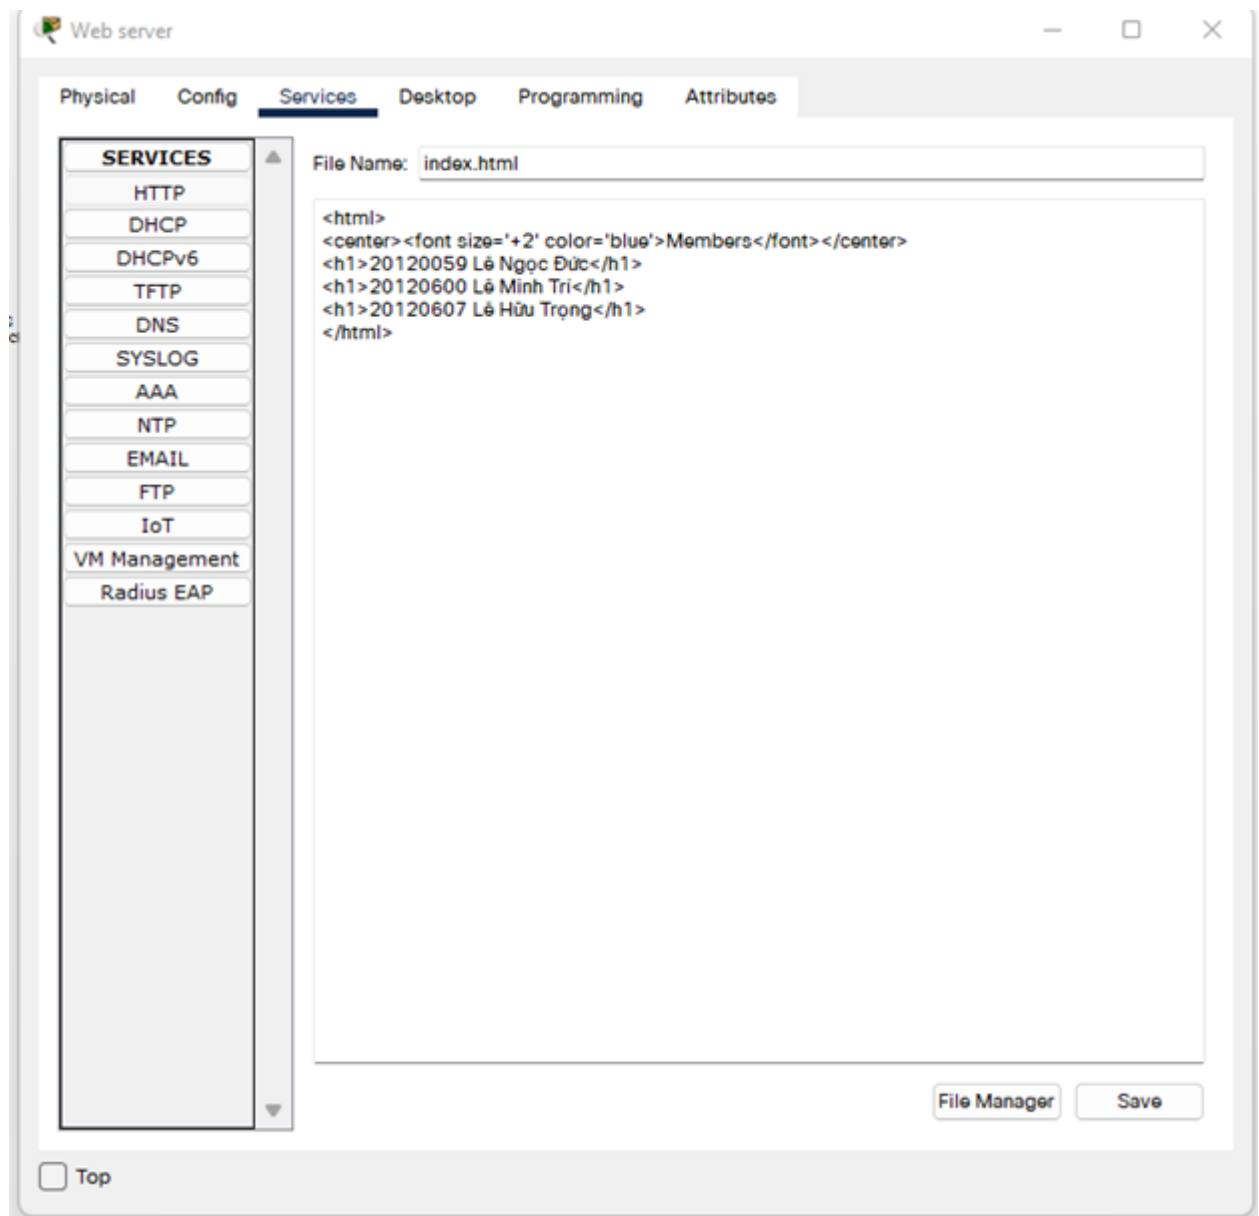 Web server
Physical Config Services Desktop Programming Attributes
SERVICES
HTTP
DHCP
DHCPv6
TFTP
DNS
SYSLOG
AAA
NTP
EMAIL
FTP
IoT
VM Management
Radius EAP
File Name: index.html
<html>
<center><font size='+2' color='blue'>Members</font></center>
<h1>20120059 Lê Ngọc Đức</h1>
<h1>20120600 Lê Minh Trí</h1>
<h1>20120607 Lê Hữu Trọng</h1>
</html>
File Manager Save
Top